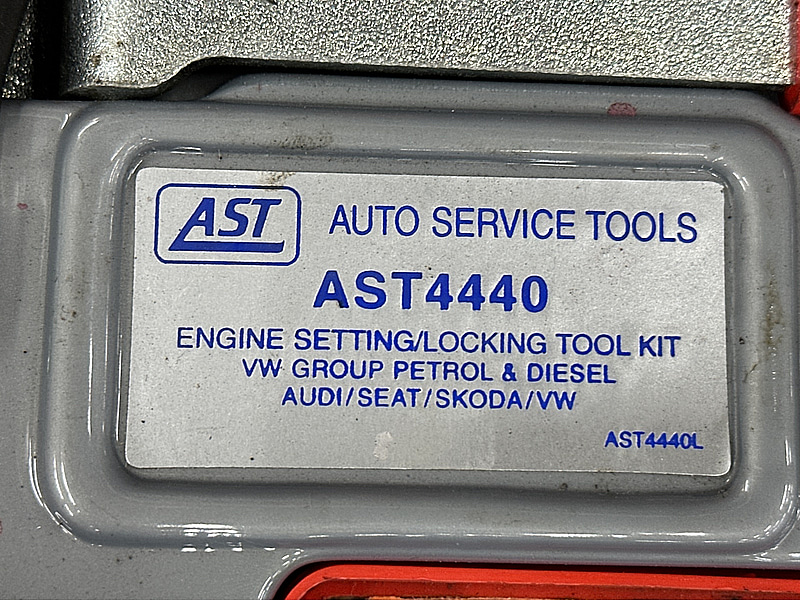 AST AUTO SERVICE TOOLS
AST4440
ENGINE SETTING/LOCKING TOOL KIT
VW GROUP PETROL & DIESEL
AUDI/SEAT/SKODA/VW
AST4440L